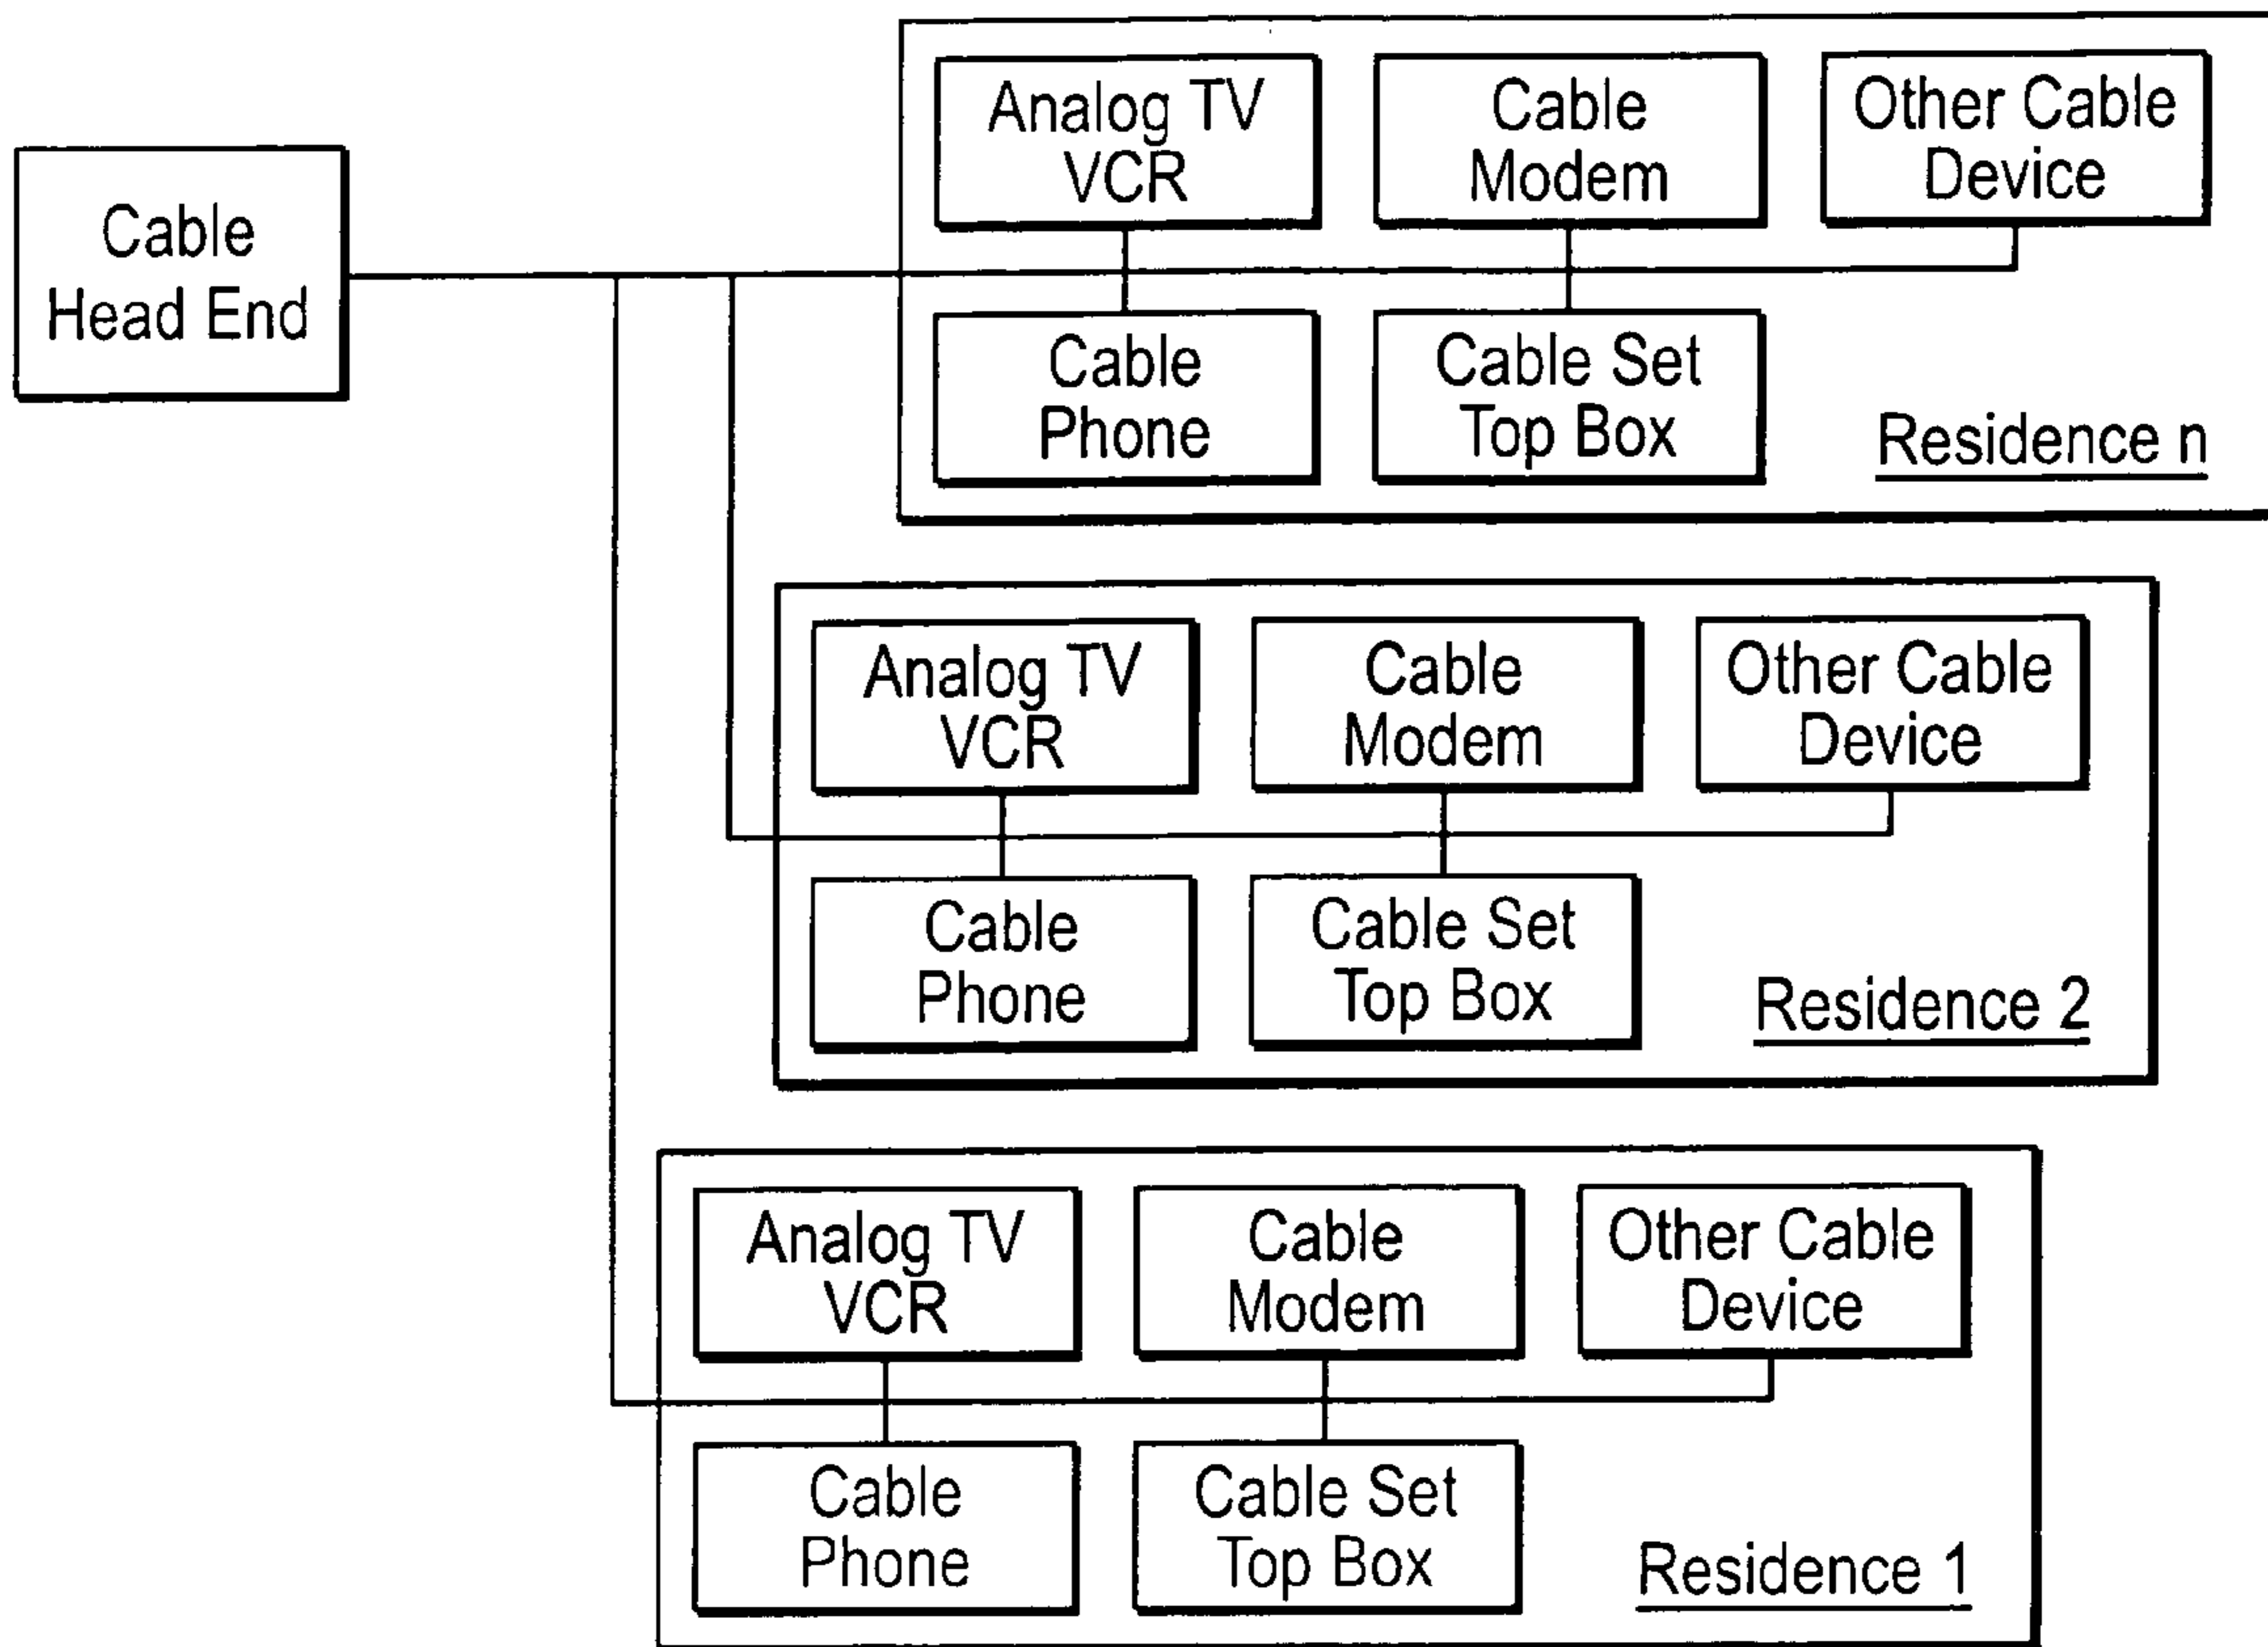 Cable
Head End
Analog TV
VCR
Cable
Modem
Other Cable
Device
Cable
Phone
Cable Set
Top Box
Residence n
Analog TV
VCR
Cable
Modem
Other Cable
Device
Cable
Phone
Cable Set
Top Box
Residence 2
Analog TV
VCR
Cable
Modem
Other Cable
Device
Cable
Phone
Cable Set
Top Box
Residence 1